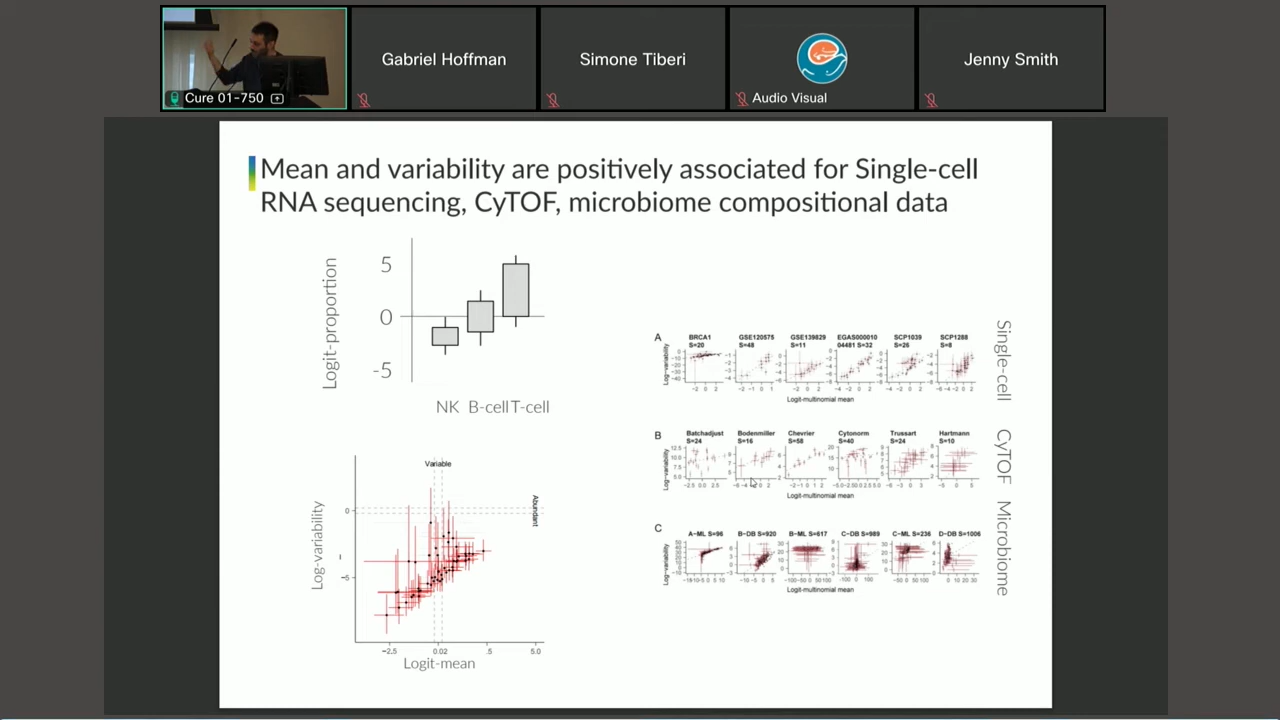 Cure 01-750
Gabriel Hoffman
Simone Tiberi
Audio Visual
Jenny Smith
Mean and variability are positively associated for Single-cell
RNA sequencing, CyTOF, microbiome compositional data
Logit-proportion
5
0
-5
NK B-cell T-cell
Variable
Abundant
Log-variability
0
-5
-2.5 0.02 .5 5.0
Logit-mean
A
BRCA1 S=20
GSE120575 S=48
GSE139829 S=11
EGAS00001004481 S=32
SCP1039 S=26
SCP1288 S=8
Log-variability
Logit-multinomial mean
Single-cell
B
Batchadjust S=24
Bodenmiller S=16
Chevrier S=58
Cytonorm S=40
Trussart S=24
Hartmann S=10
Logit-multinomial mean
CyTOF
C
A-ML S=96
B-DB S=920
B-ML S=617
C-DB S=989
C-ML S=236
D-DB S=1006
Logit-multinomial mean
Microbiome